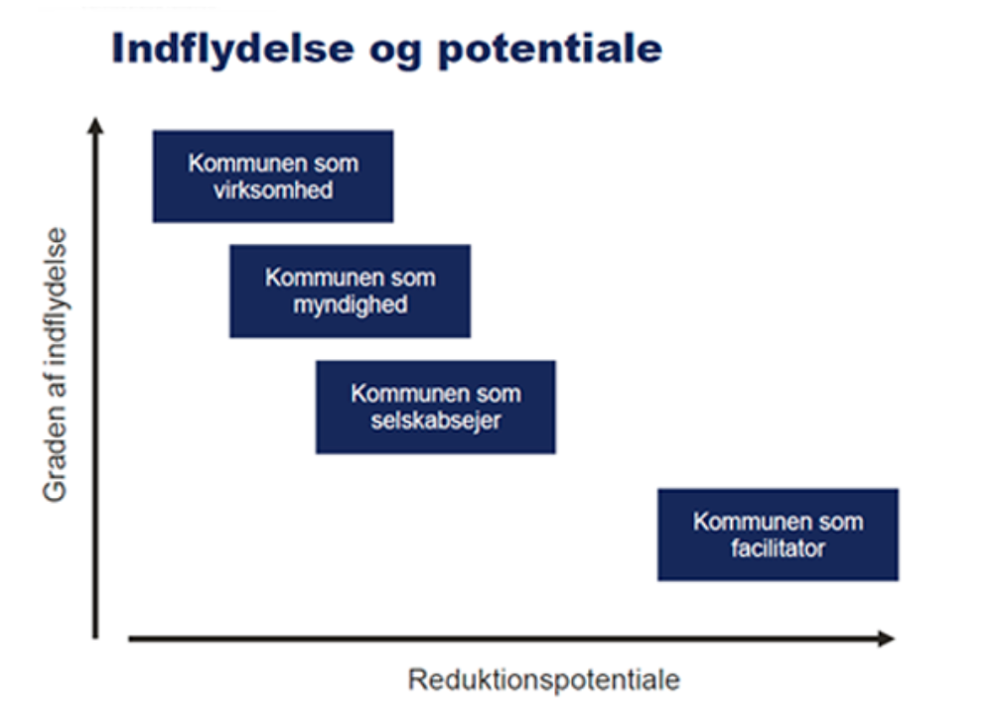 Indflydelse og potentiale
Graden af indflydelse
Kommunen som
virksomhed
Kommunen som
myndighed
Kommunen som
selskabsejer
Kommunen som
facilitator
Reduktionspotentiale